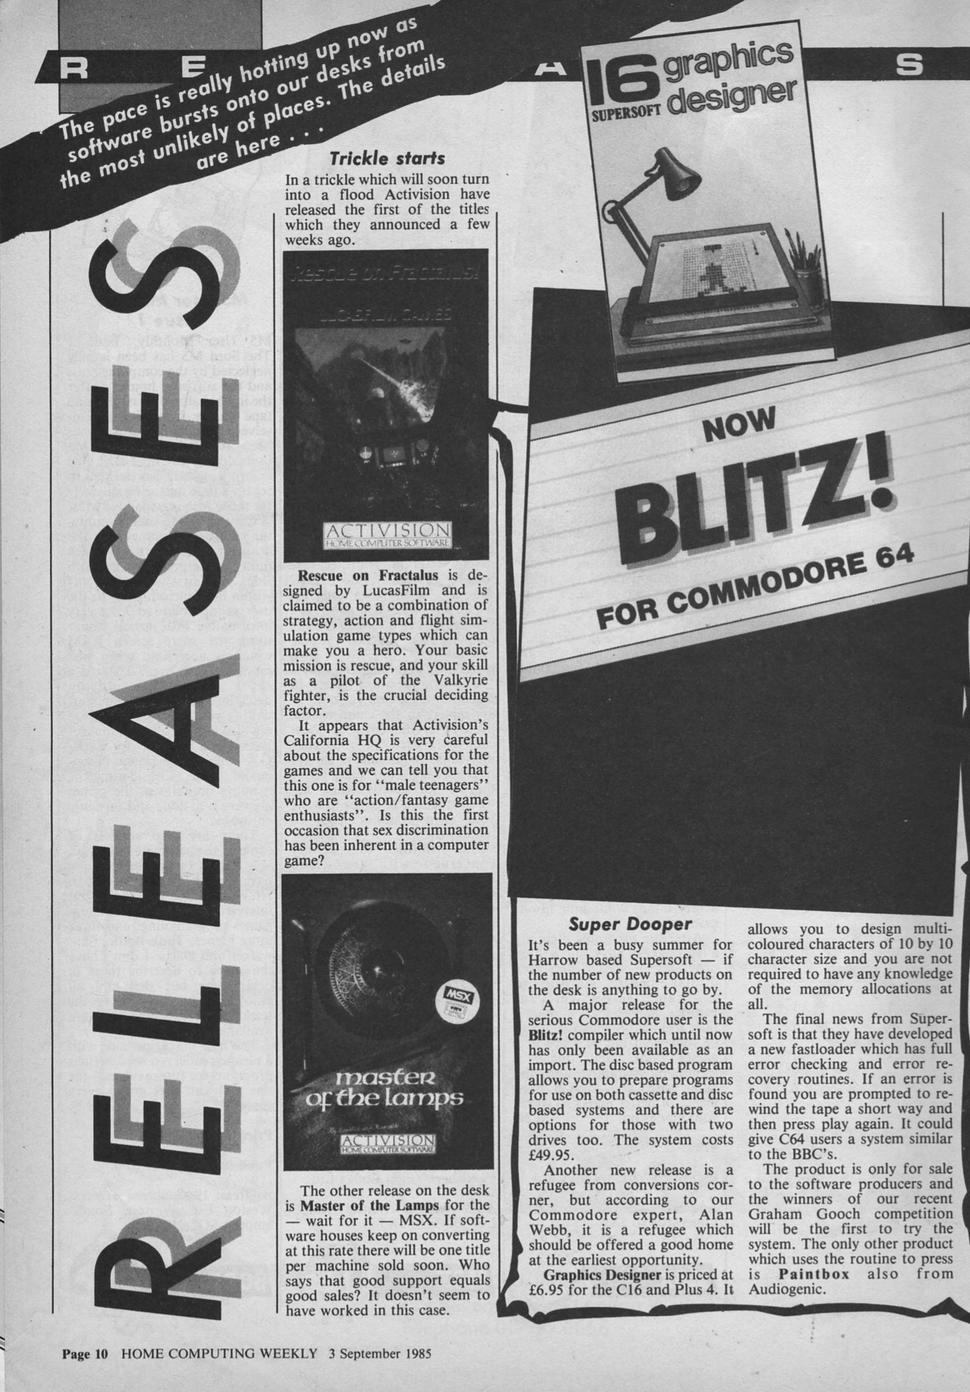 R E A S
The pace is really hotting up now as
software bursts onto our desks from
the most unlikely of places. The details
are here . . .
RELEASES
Trickle starts
In a trickle which will soon turn
into a flood Activision have
released the first of the titles
which they announced a few
weeks ago.
Rescue on Fractalus!
LUCASFILM GAMES
ACTIVISION
HOME COMPUTER SOFTWARE
Rescue on Fractalus is de-
signed by LucasFilm and is
claimed to be a combination of
strategy, action and flight sim-
ulation game types which can
make you a hero. Your basic
mission is rescue, and your skill
as a pilot of the Valkyrie
fighter, is the crucial deciding
factor.
It appears that Activision's
California HQ is very careful
about the specifications for the
games and we can tell you that
this one is for "male teenagers"
who are "action/fantasy game
enthusiasts". Is this the first
occasion that sex discrimination
has been inherent in a computer
game?
MSX
master
of the lamps
ACTIVISION
HOME COMPUTER SOFTWARE
The other release on the desk
is Master of the Lamps for the
— wait for it — MSX. If soft-
ware houses keep on converting
at this rate there will be one title
per machine sold soon. Who
says that good support equals
good sales? It doesn't seem to
have worked in this case.
16 graphics
SUPERSOFT designer
NOW
BLITZ!
FOR COMMODORE 64
Super Dooper
It's been a busy summer for
Harrow based Supersoft — if
the number of new products on
the desk is anything to go by.
A major release for the
serious Commodore user is the
Blitz! compiler which until now
has only been available as an
import. The disc based program
allows you to prepare programs
for use on both cassette and disc
based systems and there are
options for those with two
drives too. The system costs
£49.95.
Another new release is a
refugee from conversions cor-
ner, but according to our
Commodore expert, Alan
Webb, it is a refugee which
should be offered a good home
at the earliest opportunity.
Graphics Designer is priced at
£6.95 for the C16 and Plus 4. It
allows you to design multi-
coloured characters of 10 by 10
character size and you are not
required to have any knowledge
of the memory allocations at
all.
The final news from Super-
soft is that they have developed
a new fastloader which has full
error checking and error re-
covery routines. If an error is
found you are prompted to re-
wind the tape a short way and
then press play again. It could
give C64 users a system similar
to the BBC's.
The product is only for sale
to the software producers and
the winners of our recent
Graham Gooch competition
will be the first to try the
system. The only other product
which uses the routine to press
is Paintbox also from
Audiogenic.
Page 10 HOME COMPUTING WEEKLY 3 September 1985